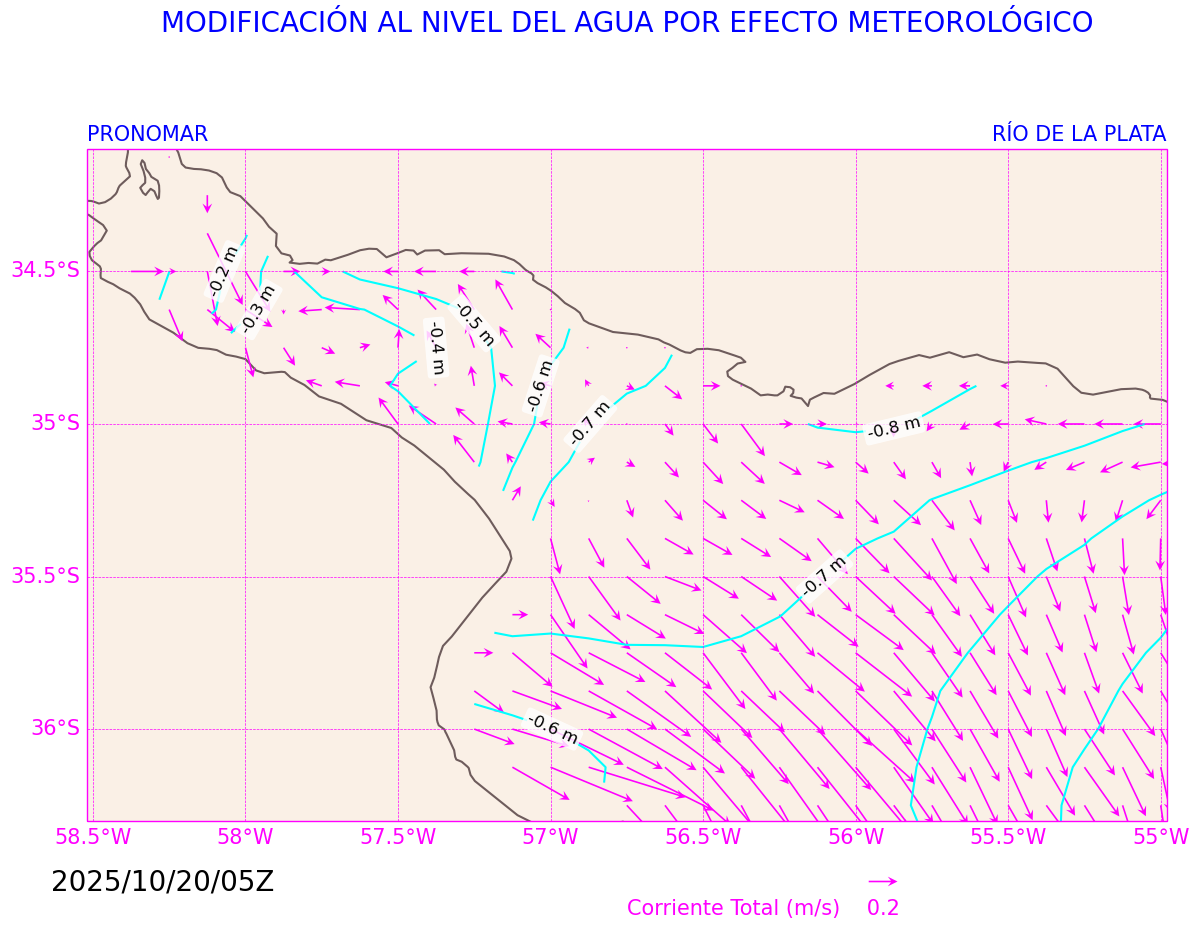 MODIFICACIÓN AL NIVEL DEL AGUA POR EFECTO METEOROLÓGICO
PRONOMAR
RÍO DE LA PLATA
-0.2 m
34.5°S
-0.3 m
-0.5 m
-0.4 m
-0.6 m
-0.7 m
35°S
-0.8 m
35.5°S
-0.7 m
36°S
-0.6 m
58.5°W
58°W
57.5°W
57°W
56.5°W
56°W
55.5°W
55°W
2025/10/20/05Z
Corriente Total (m/s)
0.2